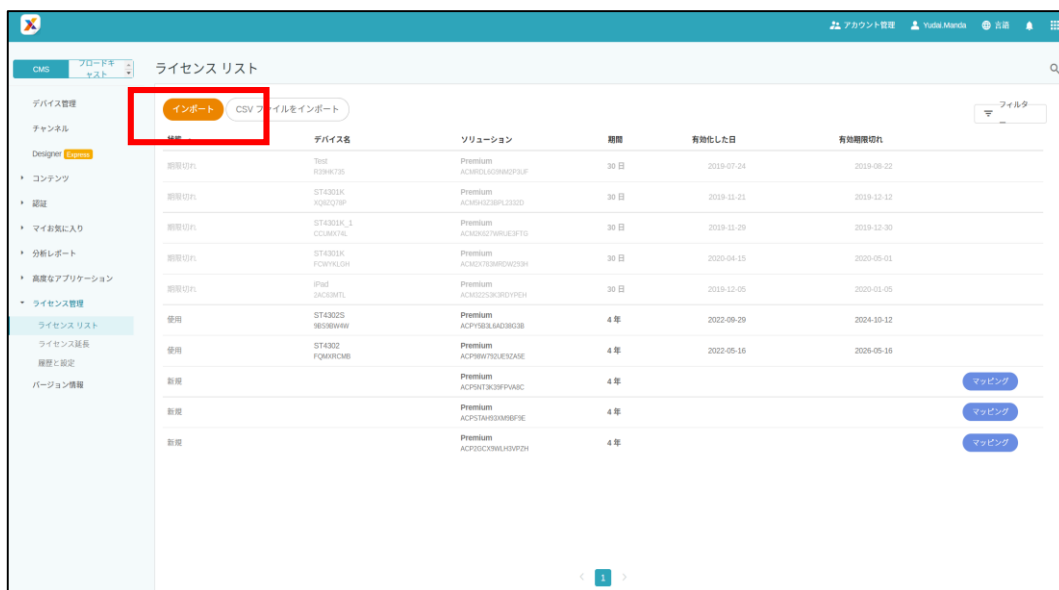 アカウント管理 Yudai.Manda 言語
CMS ブロードキャスト ライセンス リスト
デバイス管理
チャンネル
Designer Express
コンテンツ
認証
マイお気に入り
分析レポート
高度なアプリケーション
ライセンス管理
ライセンス リスト
ライセンス延長
履歴と設定
バージョン情報
インポート CSV ファイルをインポート フィルター
状態 デバイス名 ソリューション 期間 有効化した日 有効期限切れ
期限切れ Test Premium 30 日 2019-07-24 2019-08-22
期限切れ ST4301K Premium 30 日 2019-11-21 2019-12-12
期限切れ ST4301K_1 Premium 30 日 2019-11-29 2019-12-30
期限切れ ST4301K Premium 30 日 2020-04-15 2020-05-01
期限切れ iPad Premium 30 日 2019-12-05 2020-01-05
使用 ST4302S Premium 4 年 2022-09-29 2024-10-12
9BS9BW4W ACPY5B3L6AD38G3B
使用 ST4302 Premium 4 年 2022-05-16 2026-05-16
FQMXRCMB ACP98W792UE9ZA5E
新規 Premium 4 年 マッピング
ACP5NT3K39FPVA8C
新規 Premium 4 年 マッピング
ACPSTAH93XM9BF9E
新規 Premium 4 年 マッピング
ACP2GCX9WLH3VPZH
1